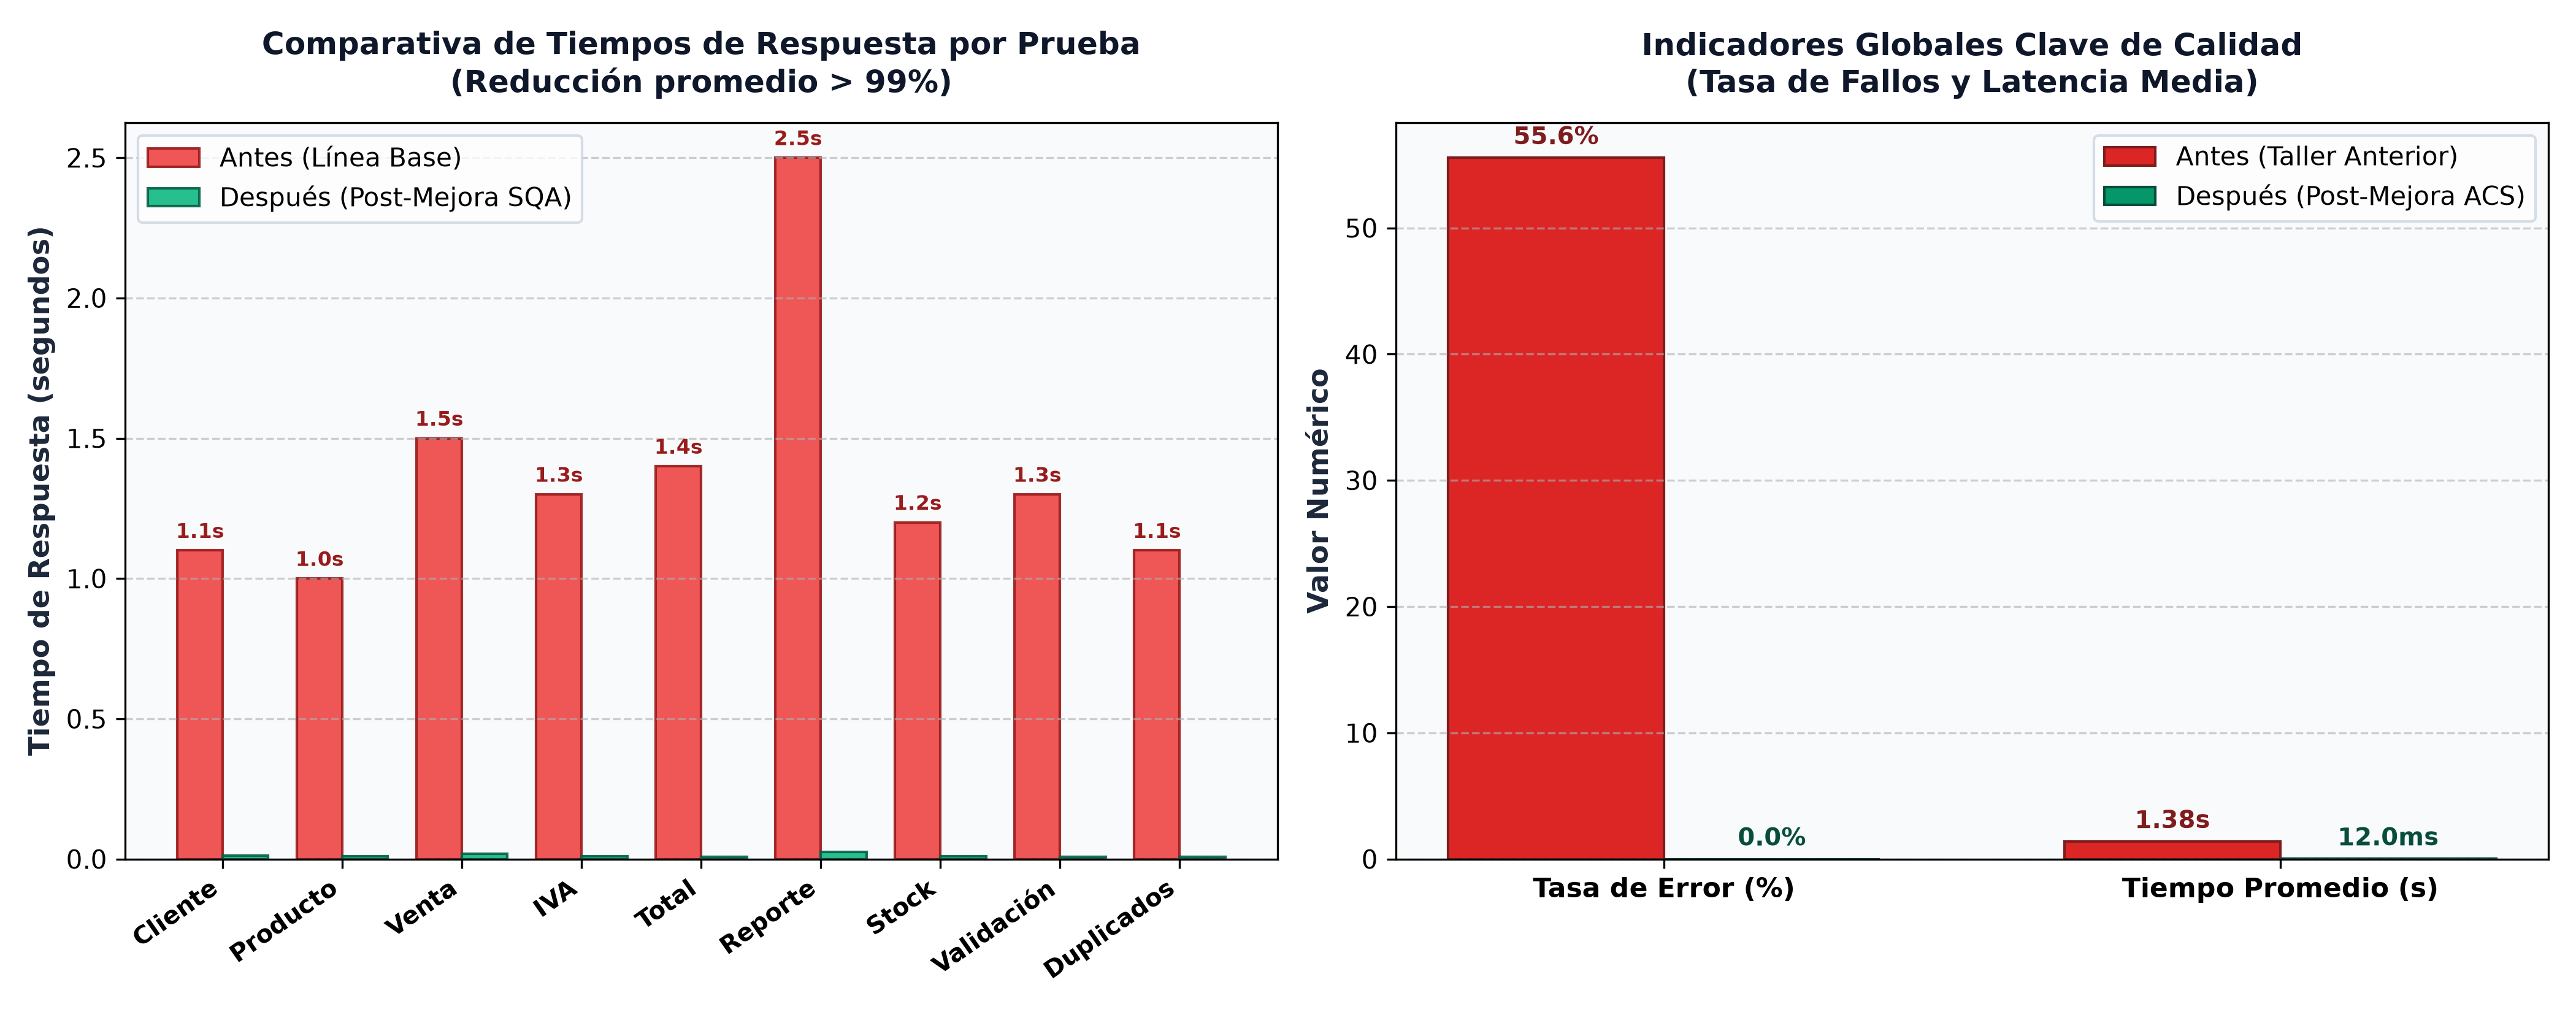 Comparativa de Tiempos de Respuesta por Prueba
(Reducción promedio > 99%)
Antes (Línea Base)
Después (Post-Mejora SQA)
Tiempo de Respuesta (segundos)
2.5
2.0
1.5
1.0
0.5
0.0
1.1s
1.0s
1.5s
1.3s
1.4s
2.5s
1.2s
1.3s
1.1s
Cliente
Producto
Venta
IVA
Total
Reporte
Stock
Validación
Duplicados
Indicadores Globales Clave de Calidad
(Tasa de Fallos y Latencia Media)
Antes (Taller Anterior)
Después (Post-Mejora ACS)
Valor Numérico
50
40
30
20
10
0
55.6%
0.0%
1.38s
12.0ms
Tasa de Error (%)
Tiempo Promedio (s)